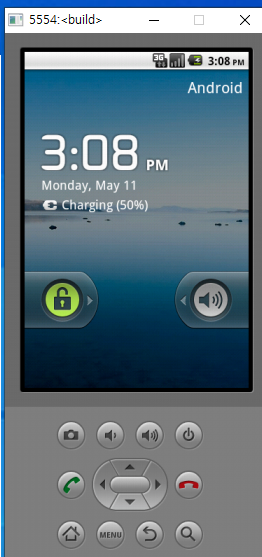 5554:<build>
3G
3:08 PM
Android
3:08 PM
Monday, May 11
Charging (50%)
MENU